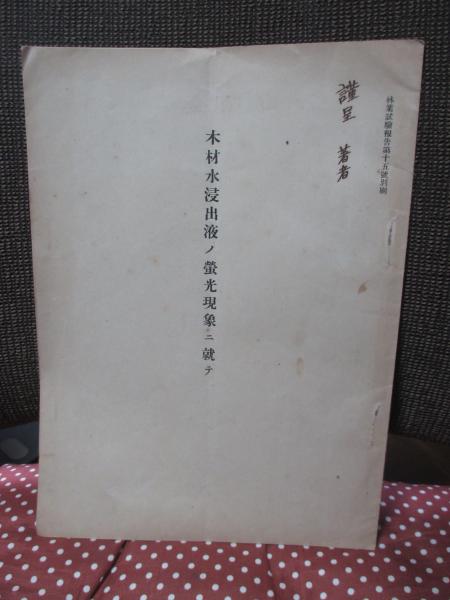 林業試驗報告第十五號別刷
謹呈 著者
木材水浸出液ノ螢光現象ニ就テ